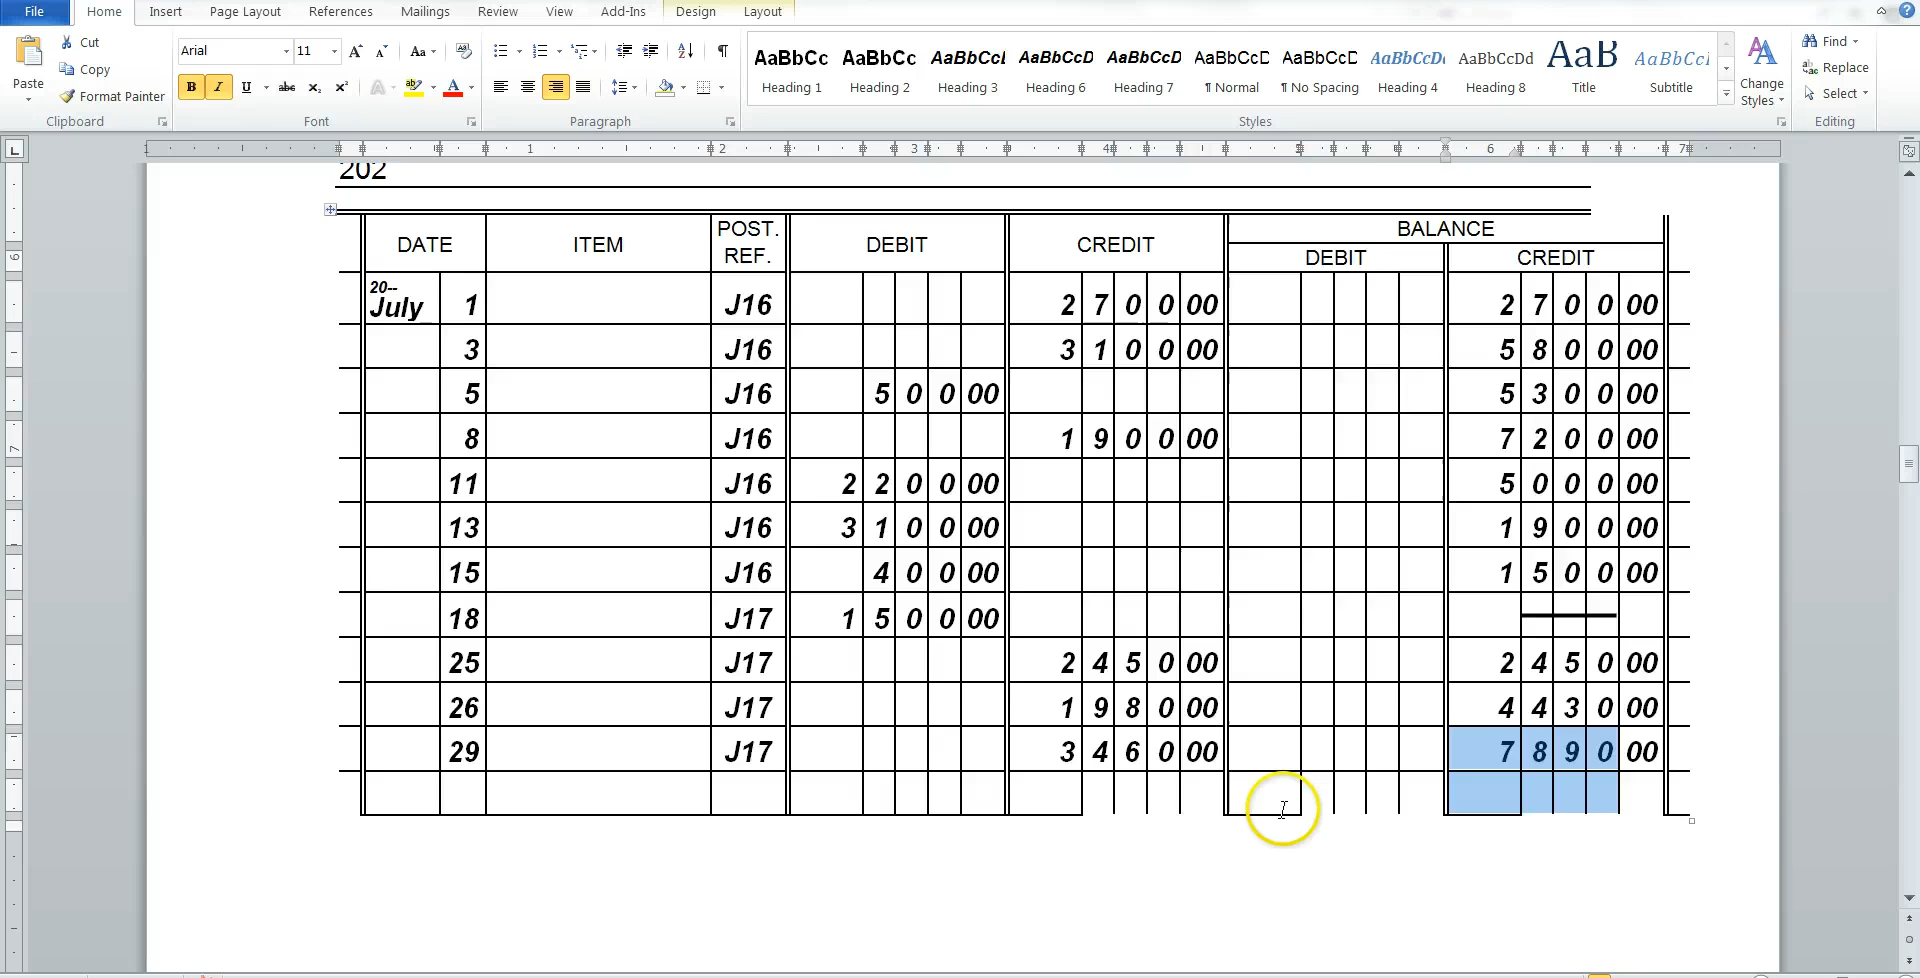 File Home Insert Page Layout References Mailings Review View Add-Ins Design Layout
Paste
Cut
Copy
Format Painter
Clipboard
Arial 11
Font
Paragraph
AaBbCc AaBbCc AaBbCcI AaBbCcD AaBbCcD AaBbCcD AaBbCcD AaBbCcDc AaBbCcDd AaB AaBbCcl
Heading 1 Heading 2 Heading 3 Heading 6 Heading 7 ¶ Normal ¶ No Spacing Heading 4 Heading 8 Title Subtitle
Styles
Change
Styles
Find
Replace
Select
Editing
1 1 2 3 4 5 6 7
202
DATE ITEM POST. REF. DEBIT CREDIT BALANCE
DEBIT CREDIT
20--
July 1 J16 2 7 0 0 00 2 7 0 0 00
3 J16 3 1 0 0 00 5 8 0 0 00
5 J16 5 0 0 00 5 3 0 0 00
8 J16 1 9 0 0 00 7 2 0 0 00
11 J16 2 2 0 0 00 5 0 0 0 00
13 J16 3 1 0 0 00 1 9 0 0 00
15 J16 4 0 0 00 1 5 0 0 00
18 J17 1 5 0 0 00
25 J17 2 4 5 0 00 2 4 5 0 00
26 J17 1 9 8 0 00 4 4 3 0 00
29 J17 3 4 6 0 00 7 8 9 0 00